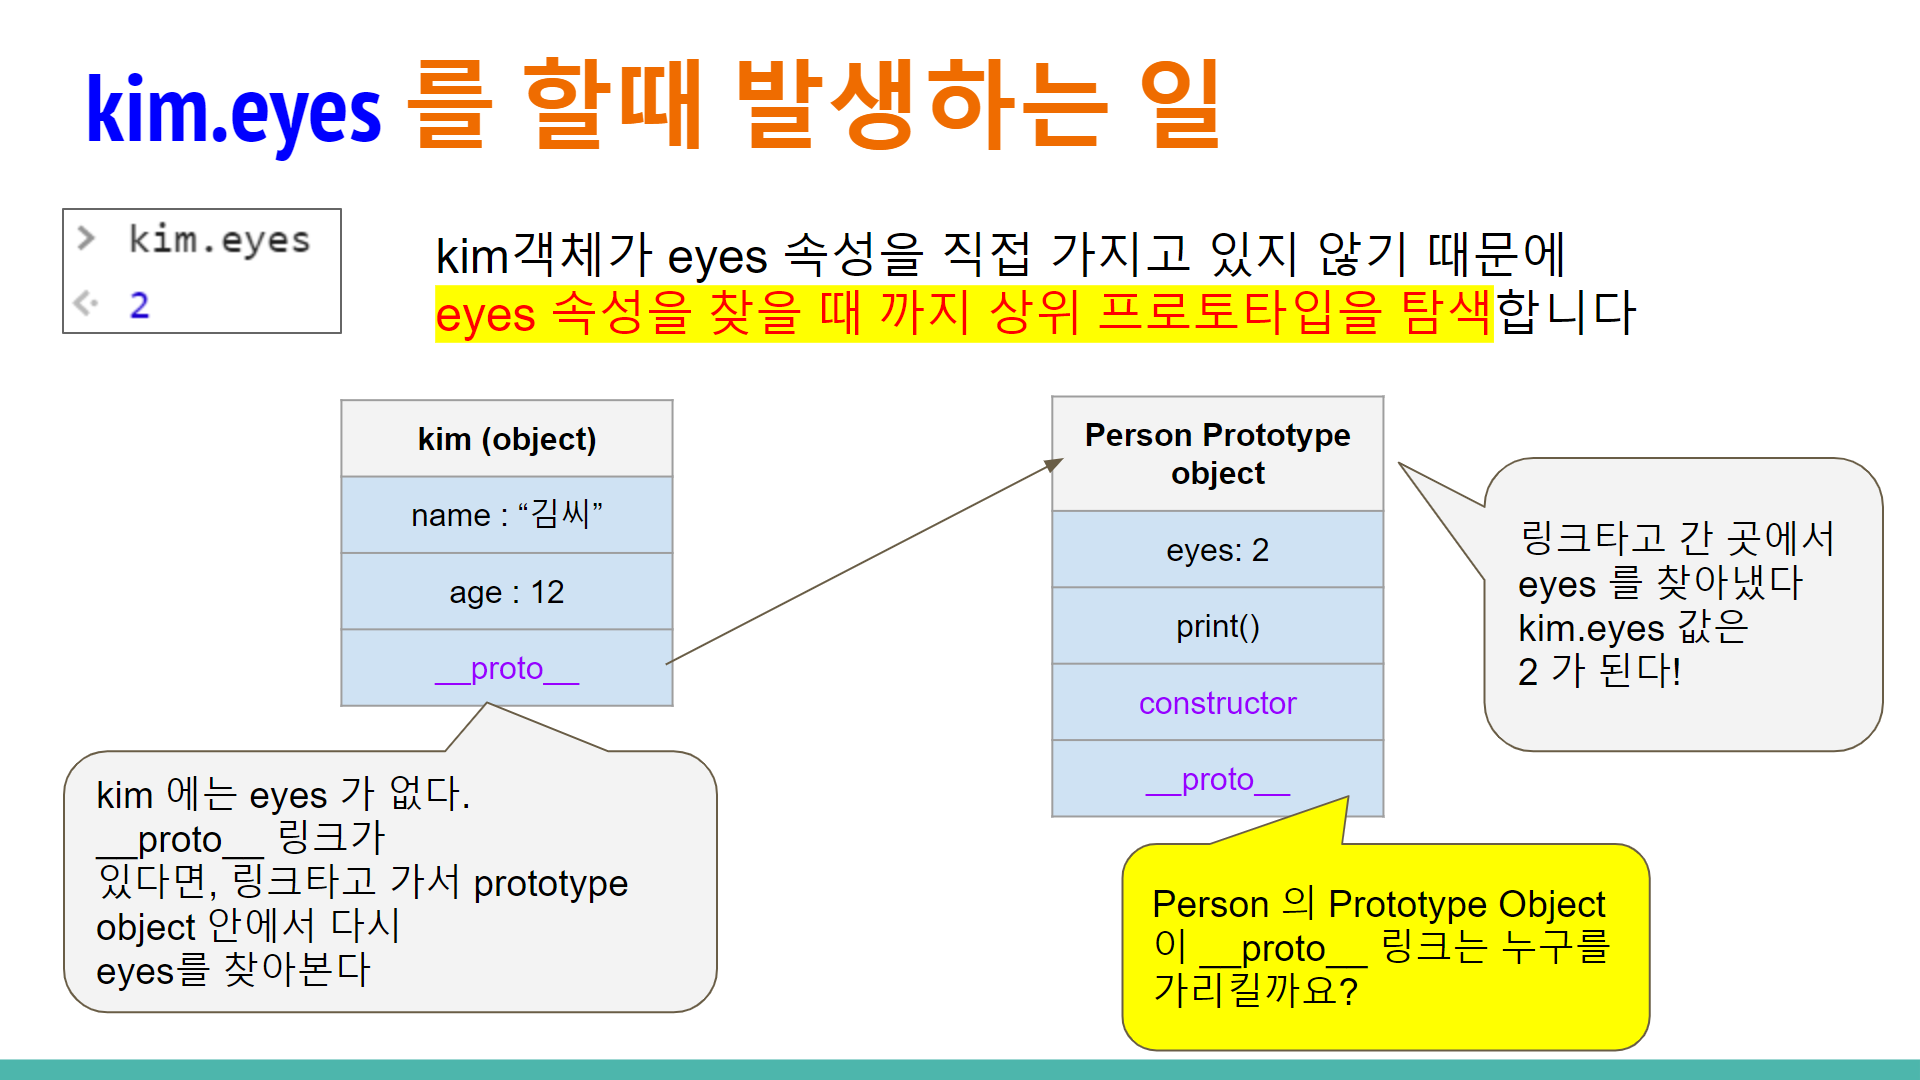 kim.eyes 를 할때 발생하는 일
> kim.eyes
<· 2
kim객체가 eyes 속성을 직접 가지고 있지 않기 때문에
eyes 속성을 찾을 때 까지 상위 프로토타입을 탐색합니다
kim (object)
name : “김씨”
age : 12
__proto__
Person Prototype
object
eyes: 2
print()
constructor
__proto__
링크타고 간 곳에서
eyes 를 찾아냈다
kim.eyes 값은
2 가 된다!
kim 에는 eyes 가 없다.
__proto__ 링크가
있다면, 링크타고 가서 prototype
object 안에서 다시
eyes를 찾아본다
Person 의 Prototype Object
이 __proto__ 링크는 누구를
가리킬까요?